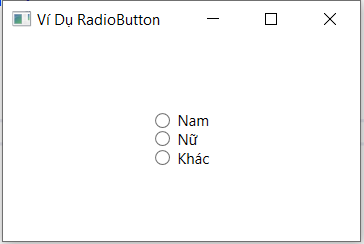 Ví Dụ RadioButton
Nam
Nữ
Khác